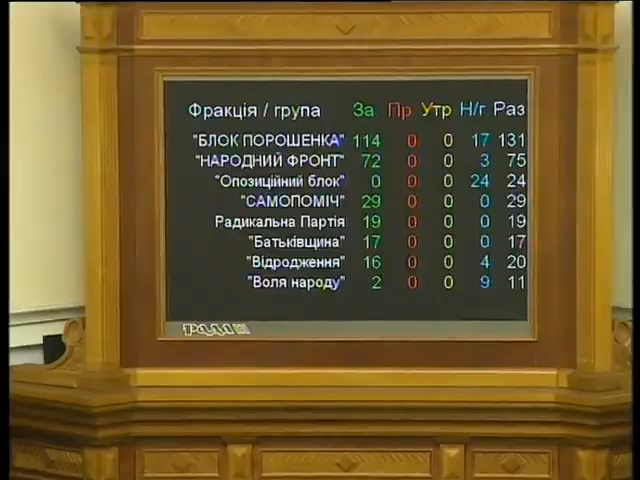 Фракція / група За Пр Утр Н/г Раз
"БЛОК ПОРОШЕНКА" 114 0 0 17 131
"НАРОДНИЙ ФРОНТ" 72 0 0 3 75
"Опозиційний блок" 0 0 0 24 24
"САМОПОМІЧ" 29 0 0 0 29
Радикальна Партія 19 0 0 0 19
"Батьківщина" 17 0 0 0 17
"Відродження" 16 0 0 4 20
"Воля народу" 2 0 0 9 11
РАДА